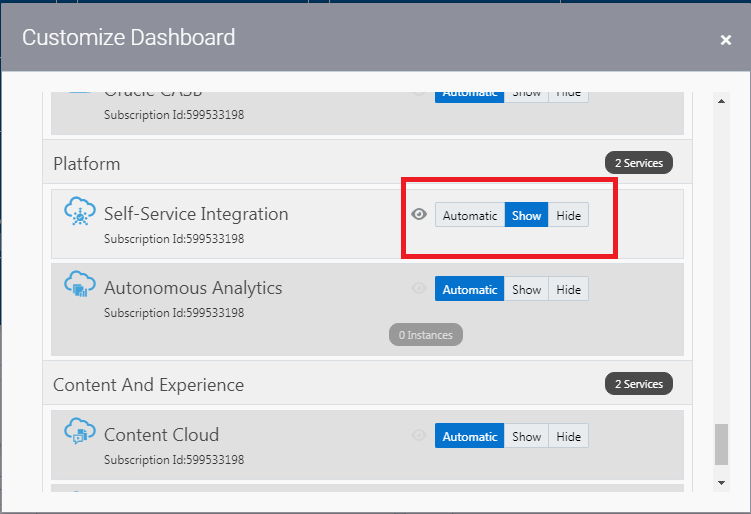 Customize Dashboard
×
Oracle CASB
Automatic Show Hide
Subscription Id:599533198
Platform
2 Services
Self-Service Integration
Automatic Show Hide
Subscription Id:599533198
Autonomous Analytics
Automatic Show Hide
Subscription Id:599533198
0 Instances
Content And Experience
2 Services
Content Cloud
Automatic Show Hide
Subscription Id:599533198